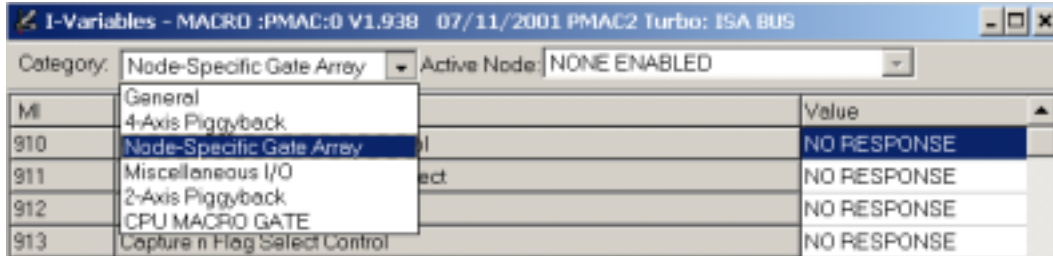 I-Variables - MACRO :PMAC:0 V1.938 07/11/2001 PMAC2 Turbo: ISA BUS
Category: Node-Specific Gate Array Active Node: NONE ENABLED
General
MI Value
4-Axis Piggyback
910 Node-Specific Gate Array ol NO RESPONSE
911 Miscellaneous I/O ect NO RESPONSE
2-Axis Piggyback
912 NO RESPONSE
CPU MACRO GATE
913 Capture n Flag Select Control NO RESPONSE